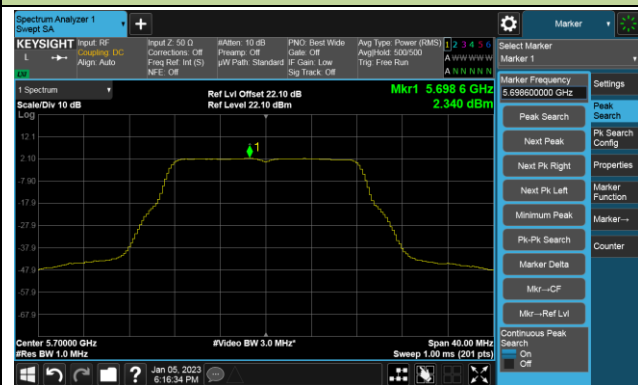 Spectrum Analyzer 1
Swept SA
Marker
KEYSIGHT
L
Input: RF
Coupling: DC
Align: Auto
Input Z: 50 Ω
Corrections: Off
Freq Ref: Int (S)
NFE: Off
#Atten: 10 dB
Preamp: Off
µW Path: Standard
PNO: Best Wide
Gate: Off
IF Gain: Low
Sig Track: Off
Avg Type: Power (RMS)
Avg|Hold: 500/500
Trig: Free Run
1 2 3 4 5 6
A W W W W W
A N N N N N
Select Marker
Marker 1
1 Spectrum
Scale/Div 10 dB
Log
Ref Lvl Offset 22.10 dB
Ref Level 22.10 dBm
Mkr1 5.698 6 GHz
2.340 dBm
12.1
2.10
-7.90
-17.9
-27.9
-37.9
-47.9
-57.9
-67.9
1
Center 5.70000 GHz
#Res BW 1.0 MHz
#Video BW 3.0 MHz*
Span 40.00 MHz
Sweep 1.00 ms (201 pts)
Marker Frequency
5.698600000 GHz
Peak Search
Next Peak
Next Pk Right
Next Pk Left
Minimum Peak
Pk-Pk Search
Marker Delta
Mkr→CF
Mkr→Ref Lvl
Continuous Peak
Search
On
Off
Settings
Peak
Search
Pk Search
Config
Properties
Marker
Function
Marker→
Counter
Jan 05, 2023
6:16:34 PM